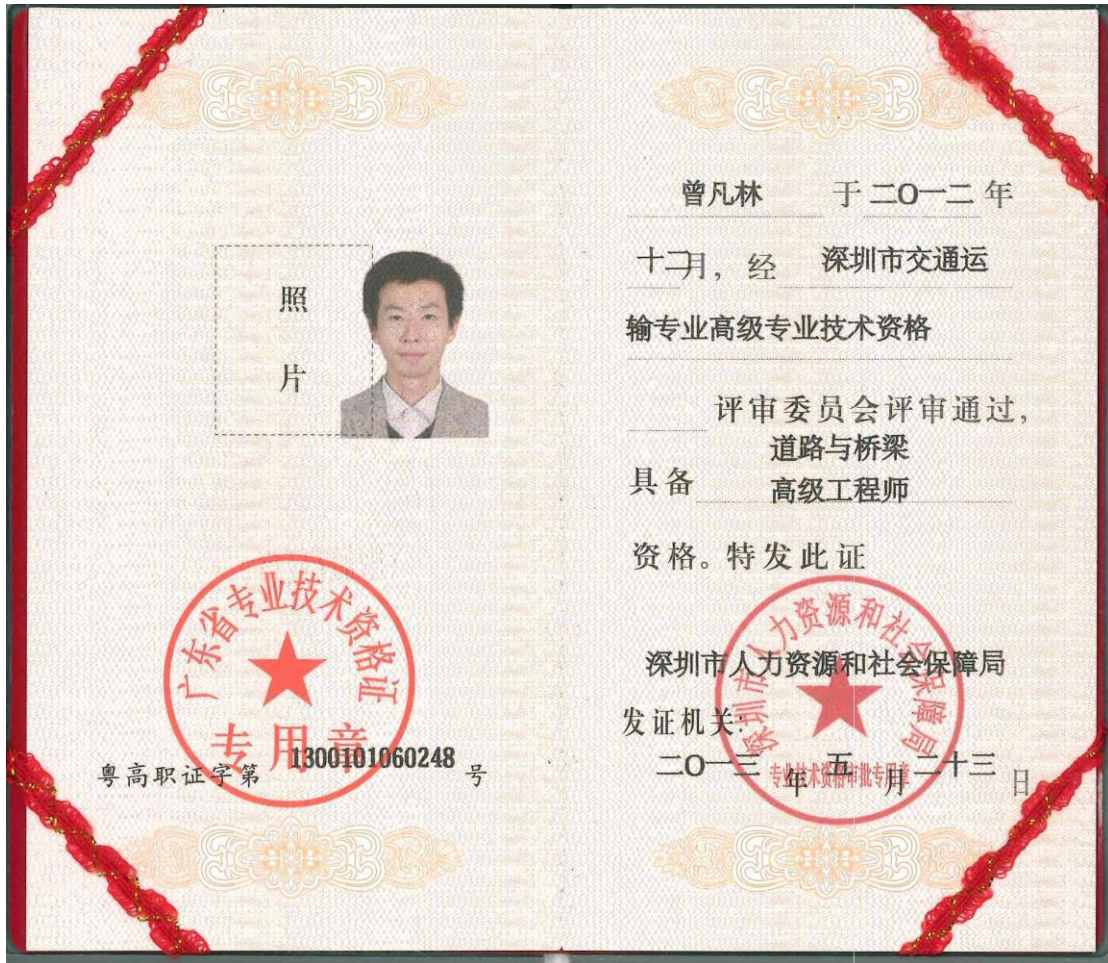 照
片
广东省专业技术资格证
专用章
粤高职证字第 1300101060248 号
曾凡林 于 二O一二 年
十二月，经 深圳市交通运
输专业高级专业技术资格
评审委员会评审通过，
道路与桥梁
具备 高级工程师
资格。特发此证
深圳市人力资源和社会保障局
深圳市人力资源和社会保障局
发证机关：
二O一三 年 五 月 二十三 日
专业技术资格审批专用章